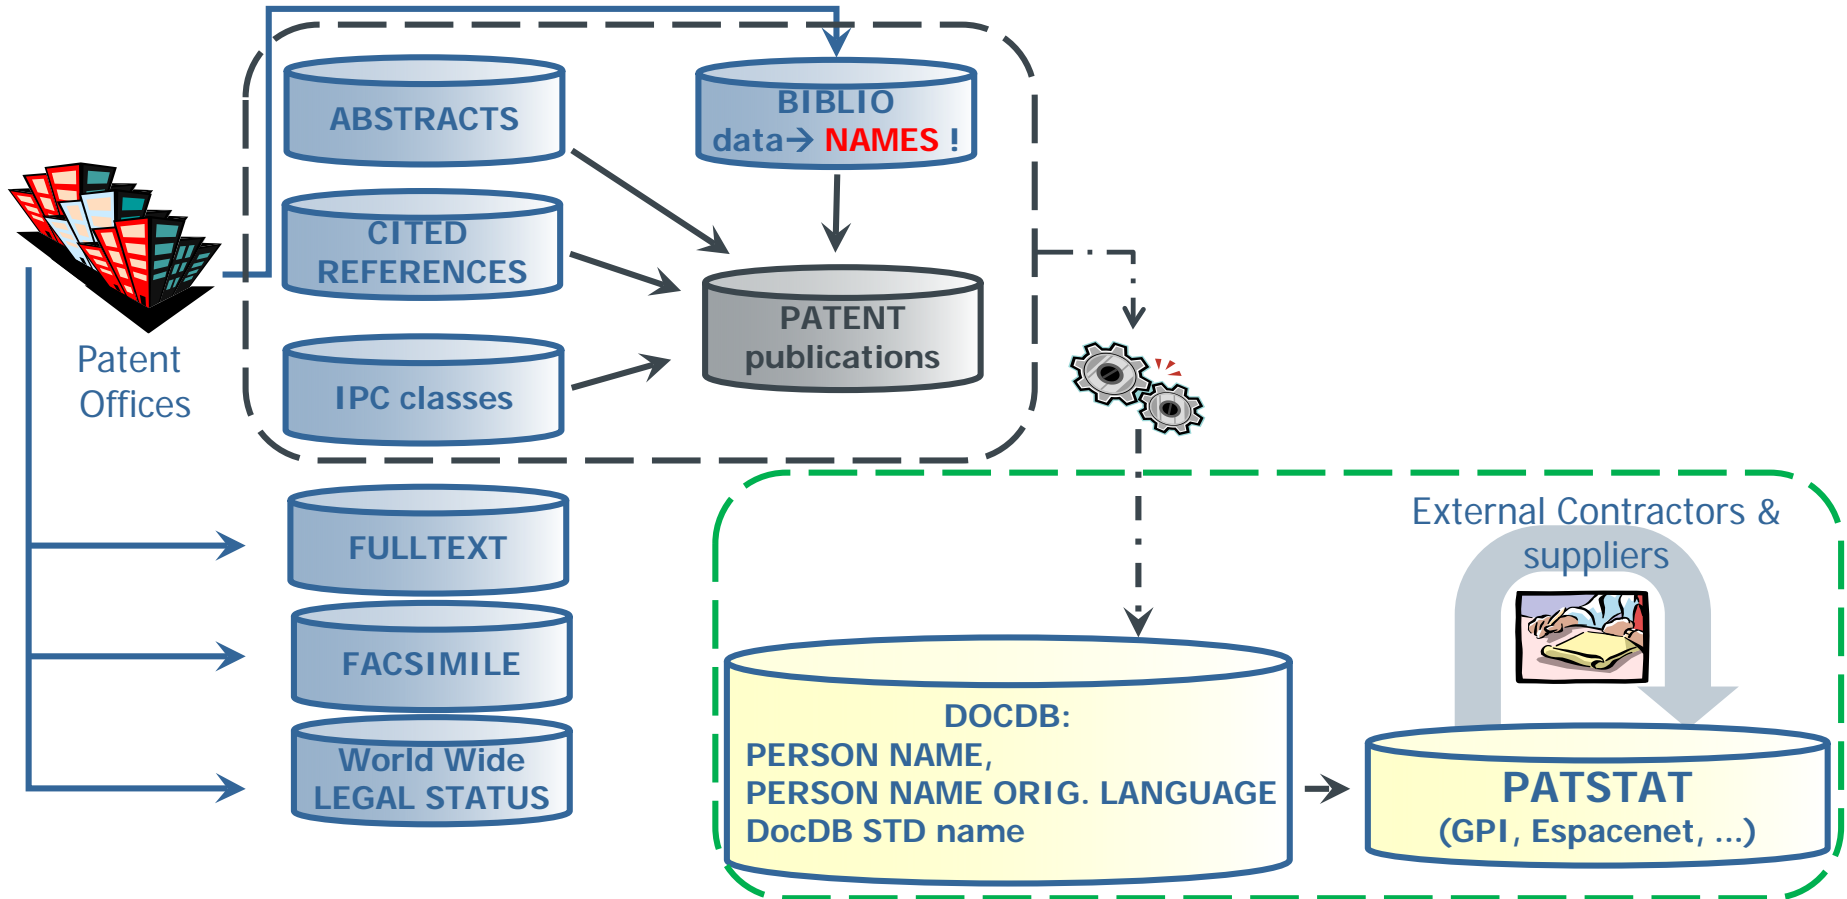 ABSTRACTS
BIBLIO
data→ NAMES !
CITED
REFERENCES
PATENT
publications
IPC classes
Patent
Offices
FULLTEXT
FACSIMILE
World Wide
LEGAL STATUS
External Contractors &
suppliers
DOCDB:
PERSON NAME,
PERSON NAME ORIG. LANGUAGE
DocDB STD name
PATSTAT
(GPI, Espacenet, ...)